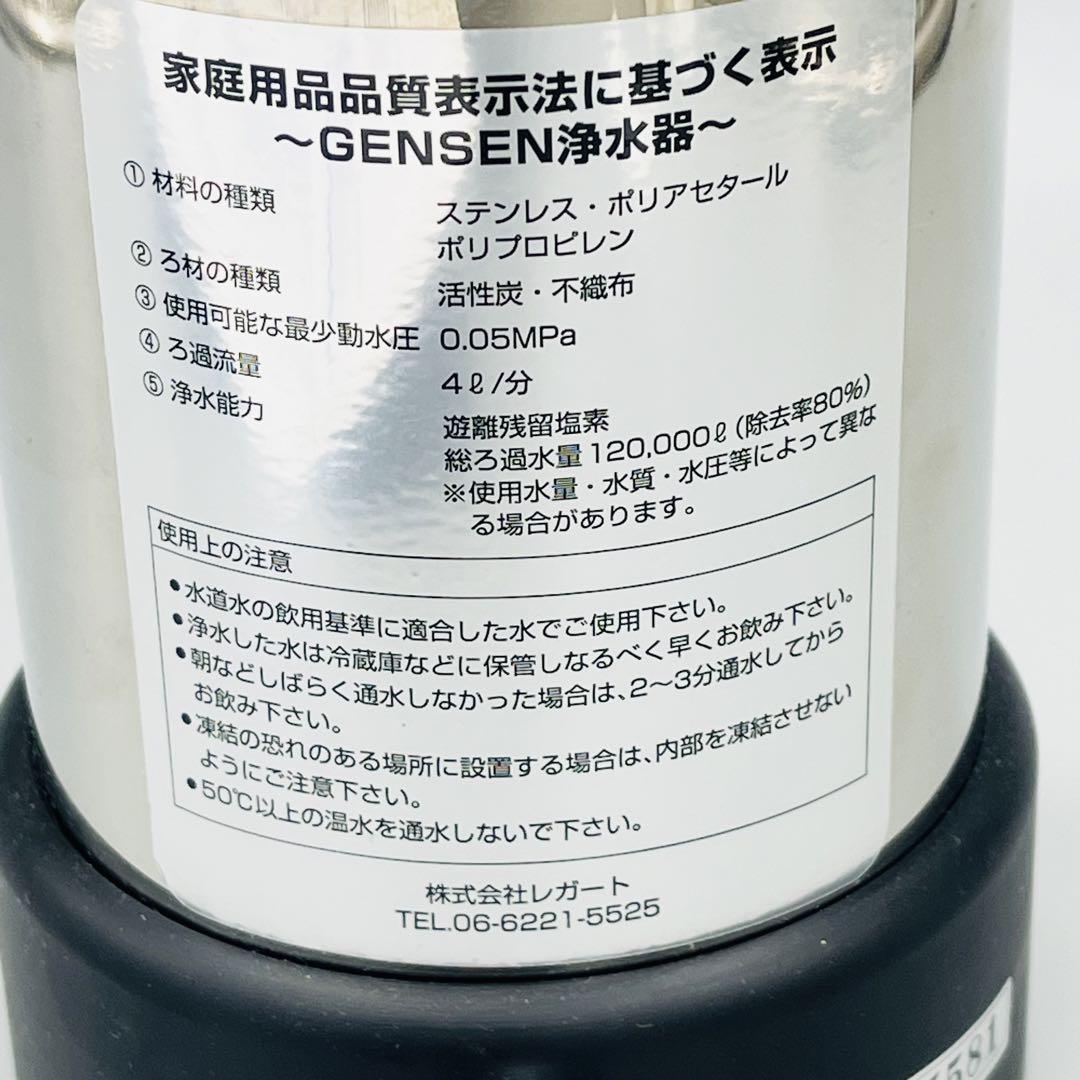 家庭用品品質表示法に基づく表示
～GENSEN浄水器～
① 材料の種類 ステンレス・ポリアセタール
ポリプロピレン
② ろ材の種類 活性炭・不織布
③ 使用可能な最少動水圧 0.05MPa
④ ろ過流量 4ℓ/分
⑤ 浄水能力 遊離残留塩素
総ろ過水量120,000ℓ(除去率80%)
※使用水量・水質・水圧等によって異な
る場合があります。
使用上の注意
●水道水の飲用基準に適合した水でご使用下さい。
●浄水した水は冷蔵庫などに保管しなるべく早くお飲み下さい。
●朝などしばらく通水しなかった場合は、2～3分通水してから
お飲み下さい。
●凍結の恐れのある場所に設置する場合は、内部を凍結させない
ようにご注意下さい。
●50℃以上の温水を通水しないで下さい。
株式会社レガート
TEL.06-6221-5525
581